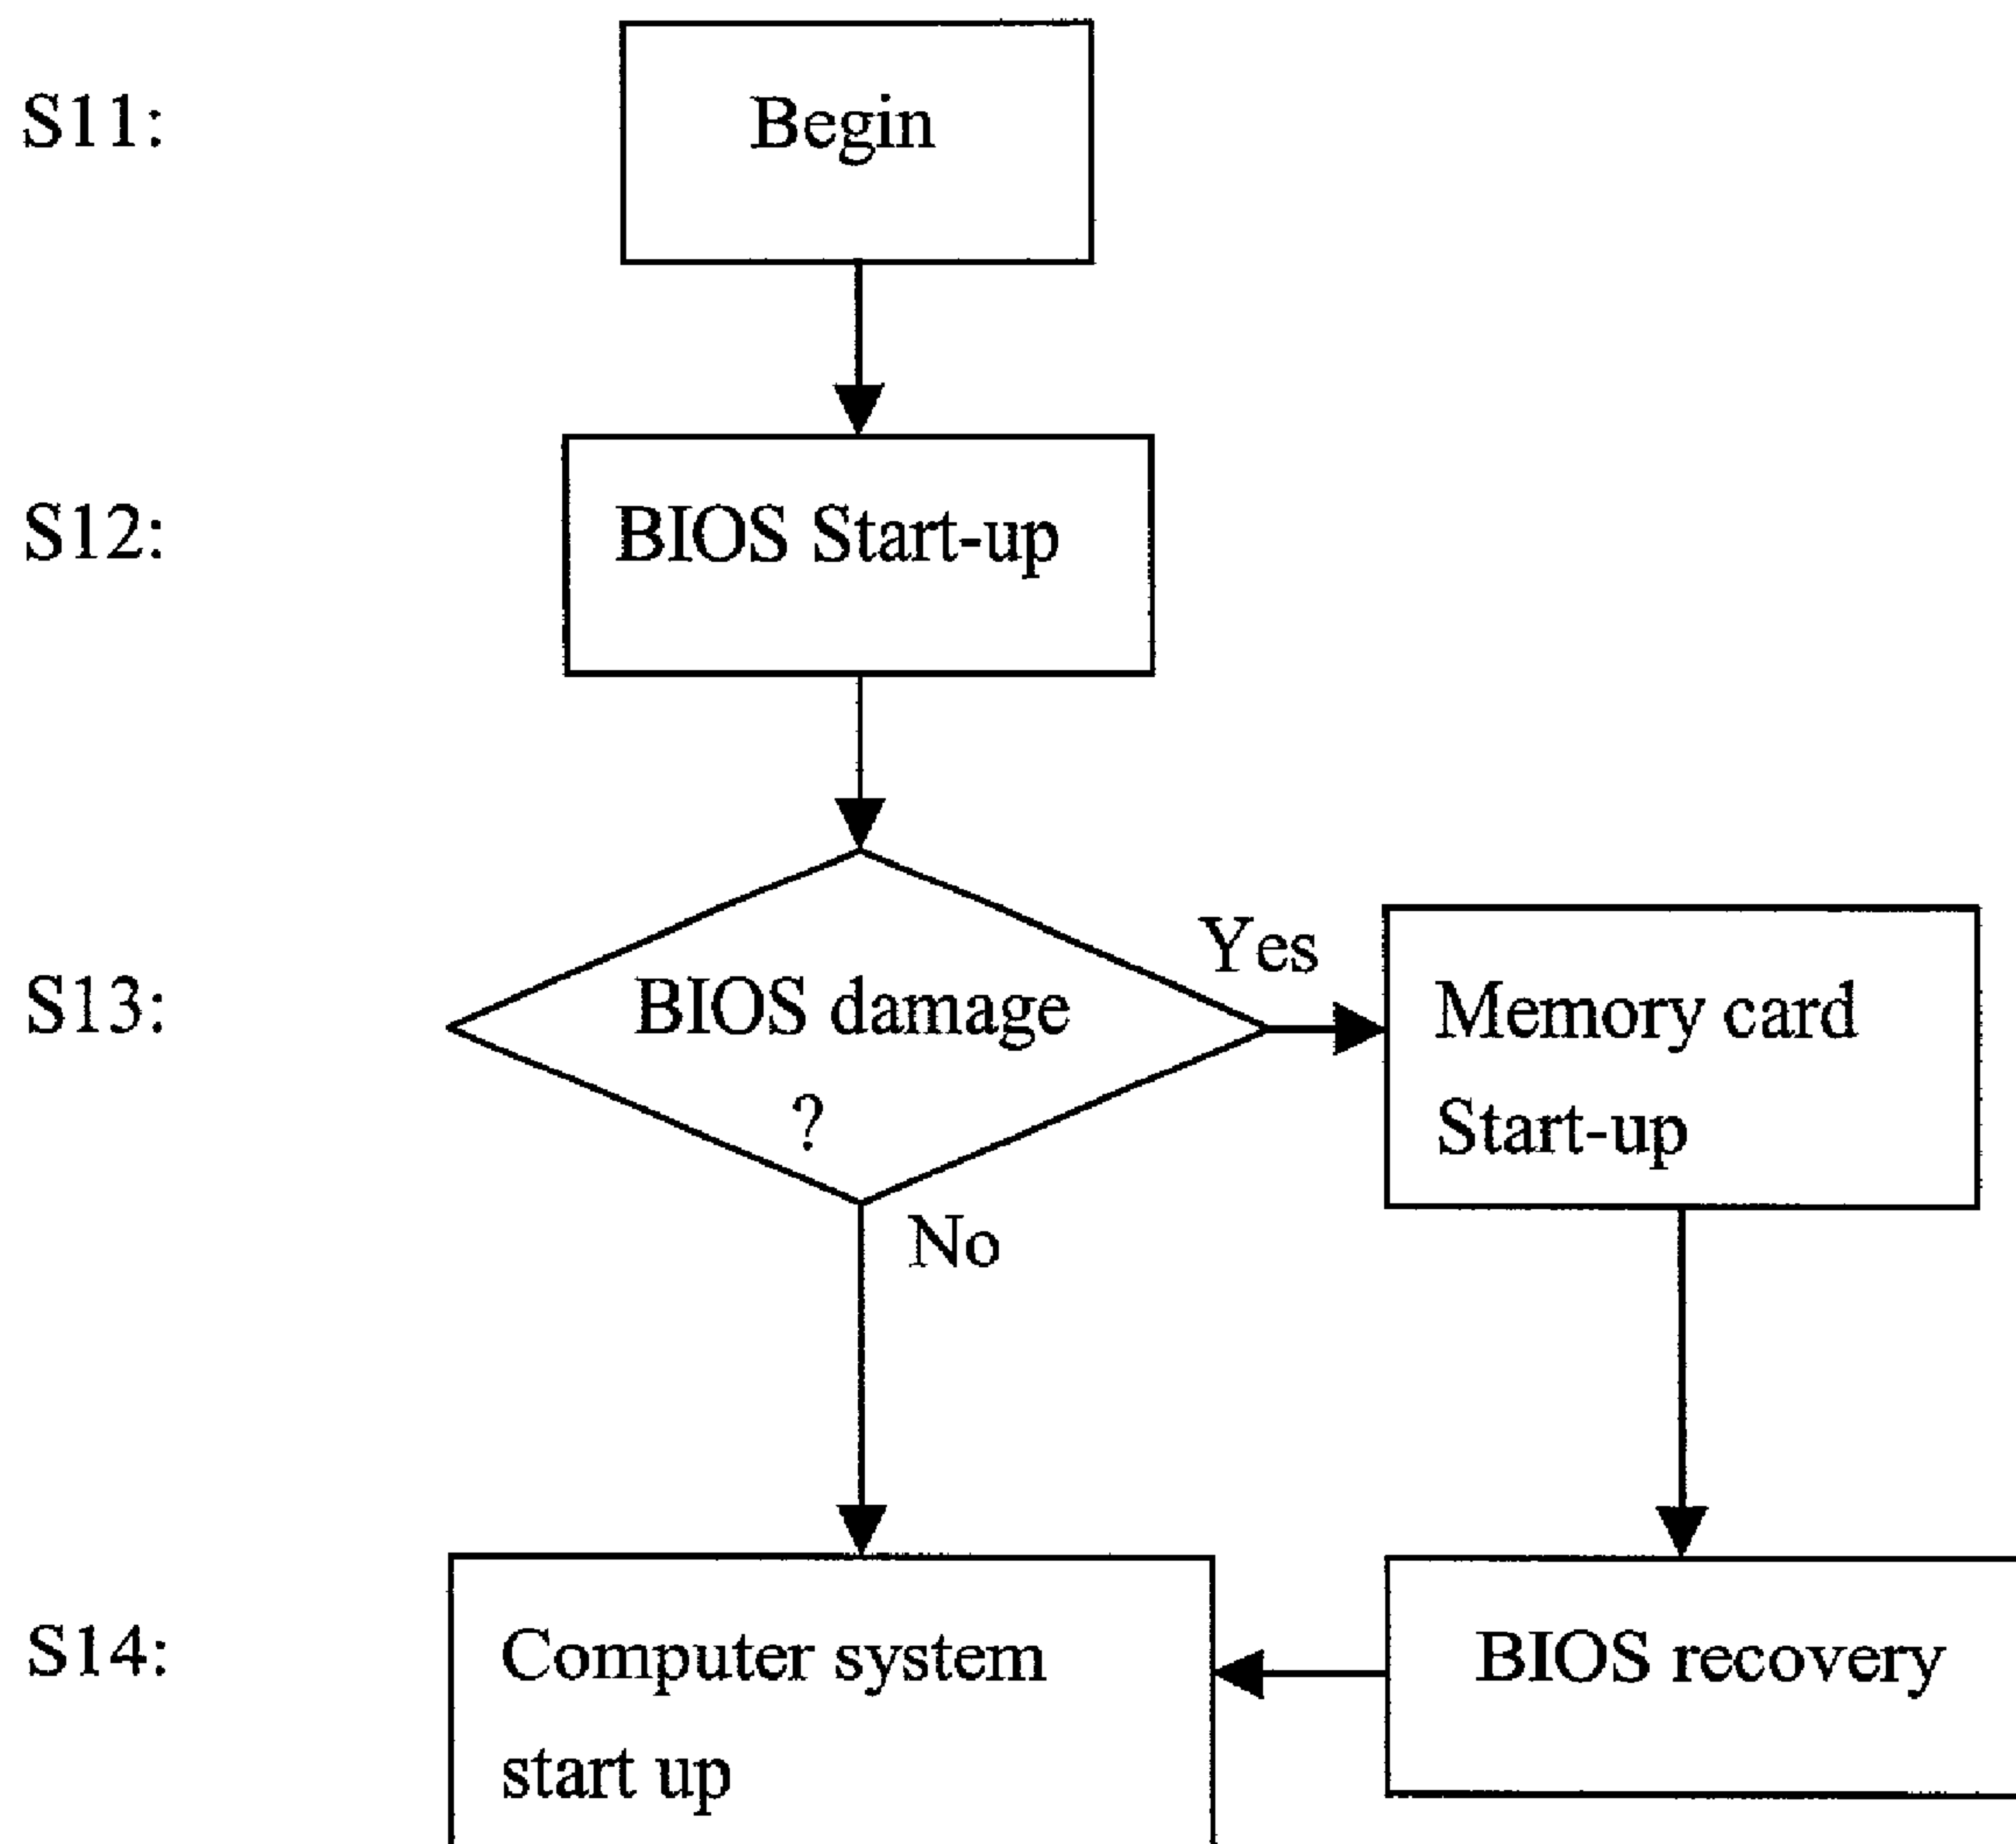 S11:
Begin
S12:
BIOS Start-up
S13:
BIOS damage
?
Yes
Memory card
Start-up
No
S14:
Computer system
start up
BIOS recovery